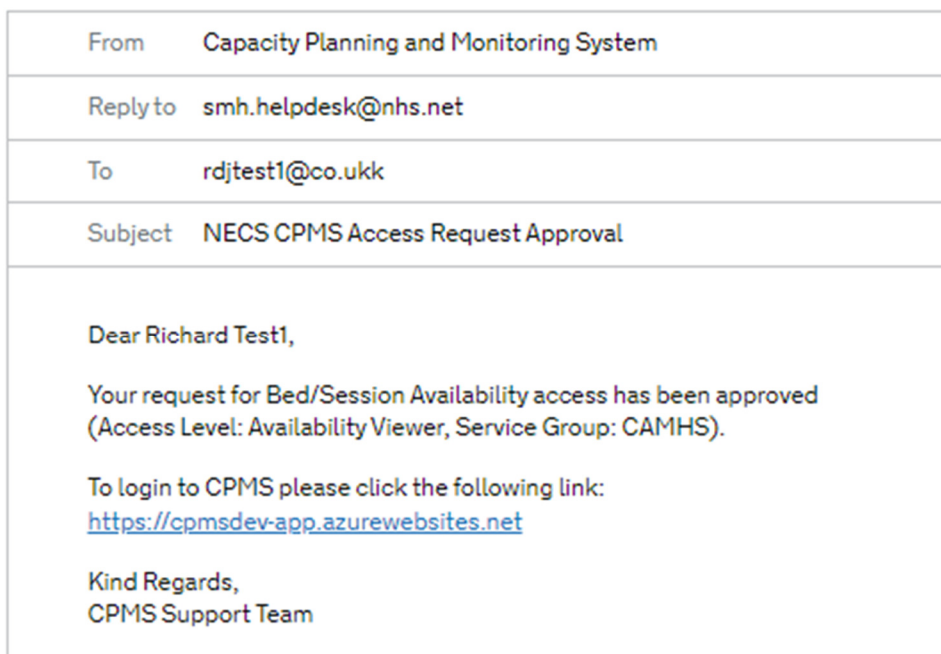 From Capacity Planning and Monitoring System
Reply to smh.helpdesk@nhs.net
To rdjtest1@co.ukk
Subject NECS CPMS Access Request Approval
Dear Richard Test1,
Your request for Bed/Session Availability access has been approved
(Access Level: Availability Viewer, Service Group: CAMHS).
To login to CPMS please click the following link:
https://cpmsdev-app.azurewebsites.net
Kind Regards,
CPMS Support Team